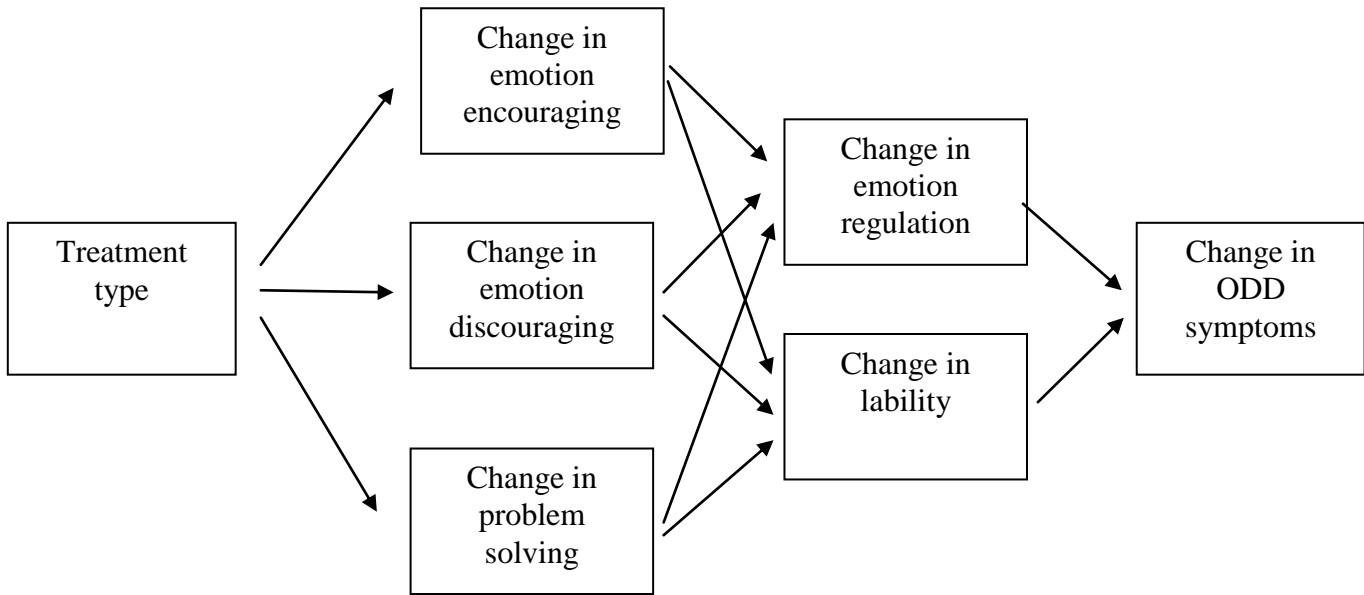 Change in
emotion
encouraging
Treatment
type
Change in
emotion
discouraging
Change in
problem
solving
Change in
emotion
regulation
Change in
lability
Change in
ODD
symptoms